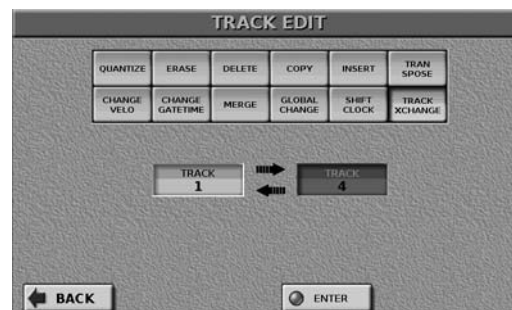 TRACK EDIT
QUANTIZE ERASE DELETE COPY INSERT TRAN
SPOSE
CHANGE
VELO CHANGE
GATETIME MERGE GLOBAL
CHANGE SHIFT
CLOCK TRACK
XCHANGE
TRACK
1
TRACK
4
BACK
ENTER